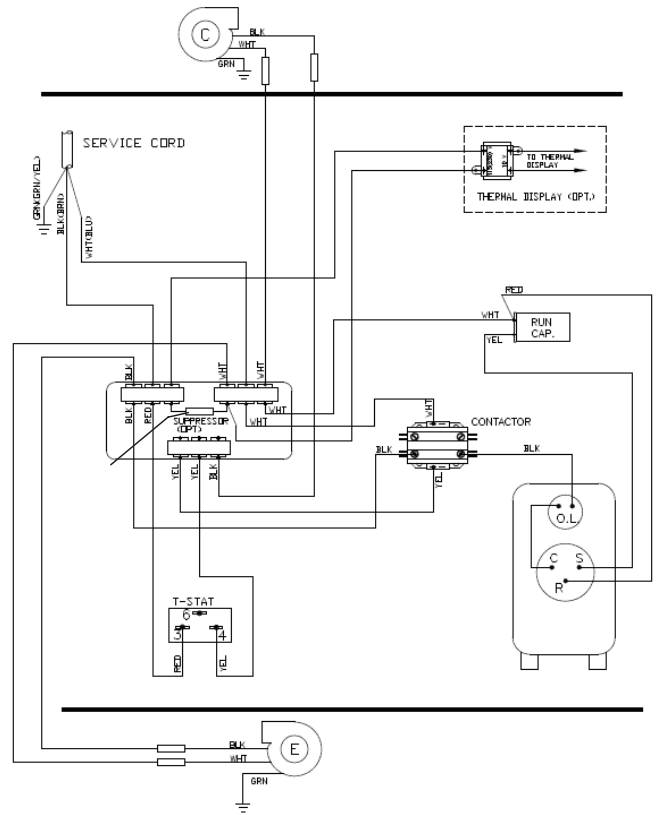 C
BLK
WHT
GRN
SERVICE CORD
GRN(GRN/YEL)
BLK(BRN)
WHT(BLU)
TO THERMAL
DISPLAY
THERMAL DISPLAY (OPT.)
RED
WHT
RUN
CAP.
YEL
BLK
WHT
WHT
BLK
RED
SUPPRESSOR
(OPT)
WHT
WHT
YEL
YEL
BLK
WHT
CONTACTOR
BLK
BLK
YEL
O.L.
C
S
R
T-STAT
6
3
4
RED
YEL
BLK
WHT
E
GRN